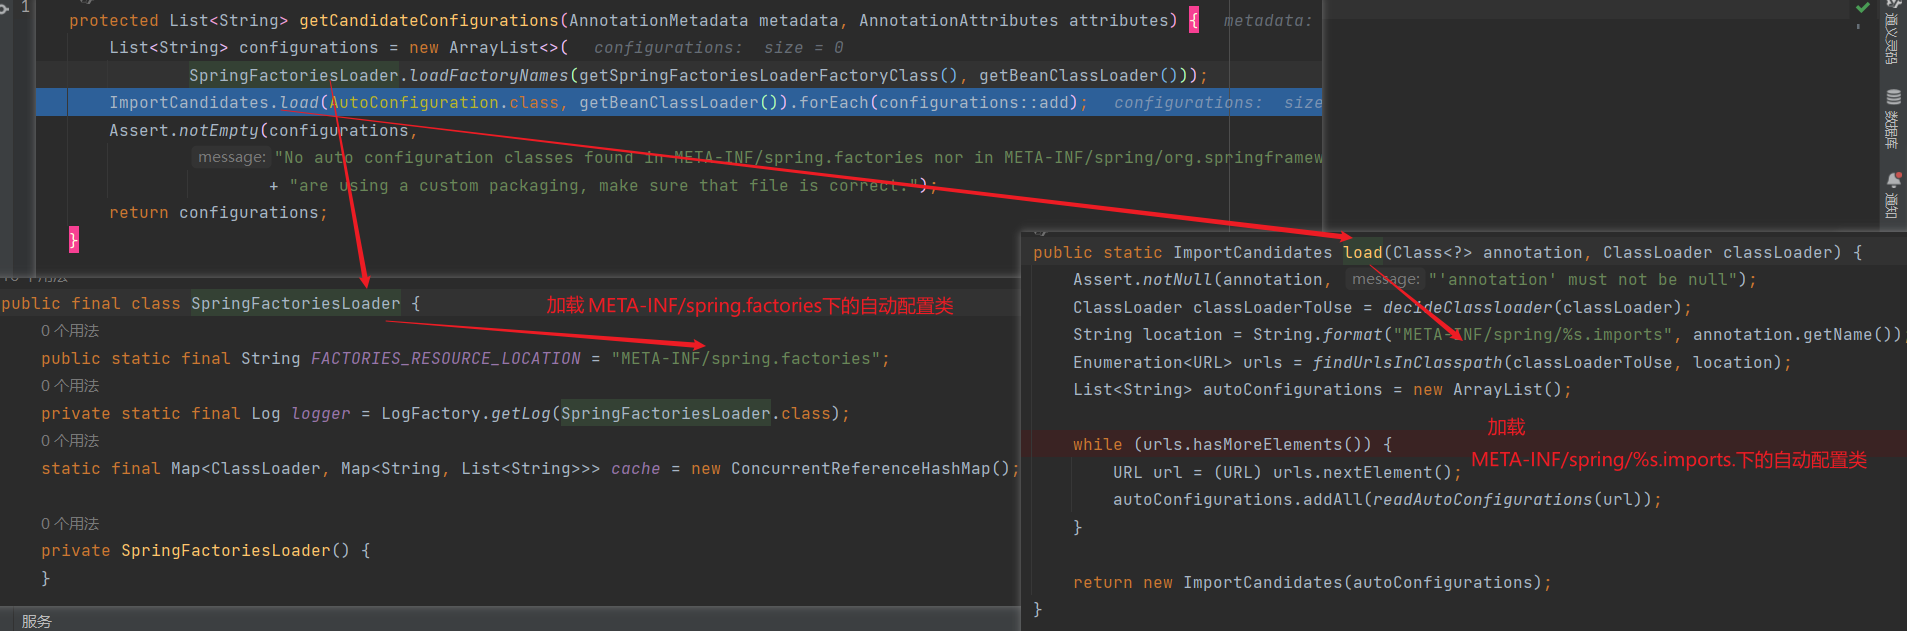 1
protected List<String> getCandidateConfigurations(AnnotationMetadata metadata, AnnotationAttributes attributes) { metadata:
List<String> configurations = new ArrayList<>( configurations: size = 0
SpringFactoriesLoader.loadFactoryNames(getSpringFactoriesLoaderFactoryClass(), getBeanClassLoader()));
ImportCandidates.load(AutoConfiguration.class, getBeanClassLoader()).forEach(configurations::add); configurations: size
Assert.notEmpty(configurations,
message: "No auto configuration classes found in META-INF/spring.factories nor in META-INF/spring/org.springframew
+ "are using a custom packaging, make sure that file is correct.");
return configurations;
}
通义灵码
数据库
通知
public final class SpringFactoriesLoader {
加载 META-INF/spring.factories下的自动配置类
0 个用法
public static final String FACTORIES_RESOURCE_LOCATION = "META-INF/spring.factories";
0 个用法
private static final Log logger = LogFactory.getLog(SpringFactoriesLoader.class);
0 个用法
static final Map<ClassLoader, Map<String, List<String>>> cache = new ConcurrentReferenceHashMap();
0 个用法
private SpringFactoriesLoader() {
}
服务
public static ImportCandidates load(Class<?> annotation, ClassLoader classLoader) {
Assert.notNull(annotation, message: "'annotation' must not be null");
ClassLoader classLoaderToUse = decideClassloader(classLoader);
String location = String.format("META-INF/spring/%s.imports", annotation.getName());
Enumeration<URL> urls = findUrlsInClasspath(classLoaderToUse, location);
List<String> autoConfigurations = new ArrayList();
加载
while (urls.hasMoreElements()) {
META-INF/spring/%s.imports.下的自动配置类
URL url = (URL) urls.nextElement();
autoConfigurations.addAll(readAutoConfigurations(url));
}
return new ImportCandidates(autoConfigurations);
}